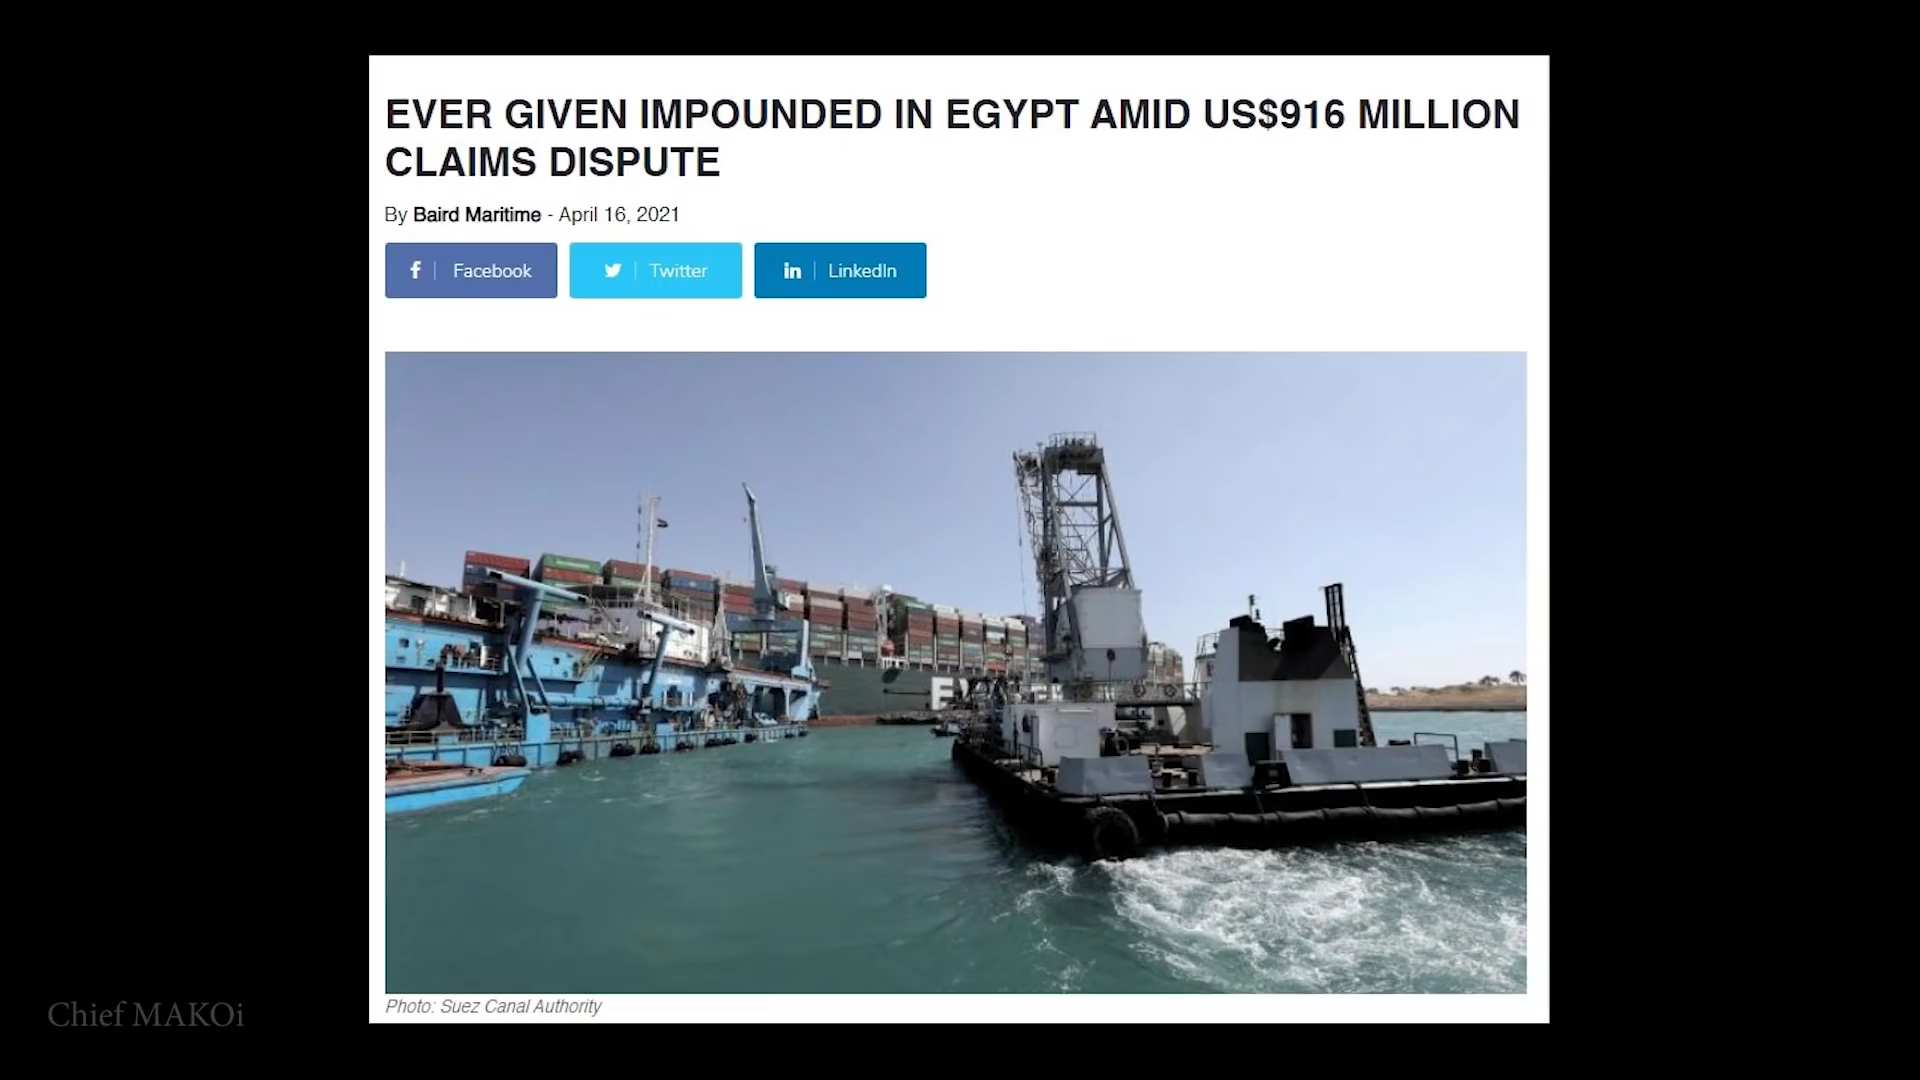 EVER GIVEN IMPOUNDED IN EGYPT AMID US$916 MILLION
CLAIMS DISPUTE
By Baird Maritime - April 16, 2021
f Facebook
Twitter
in LinkedIn
Photo: Suez Canal Authority
Chief MAKOi